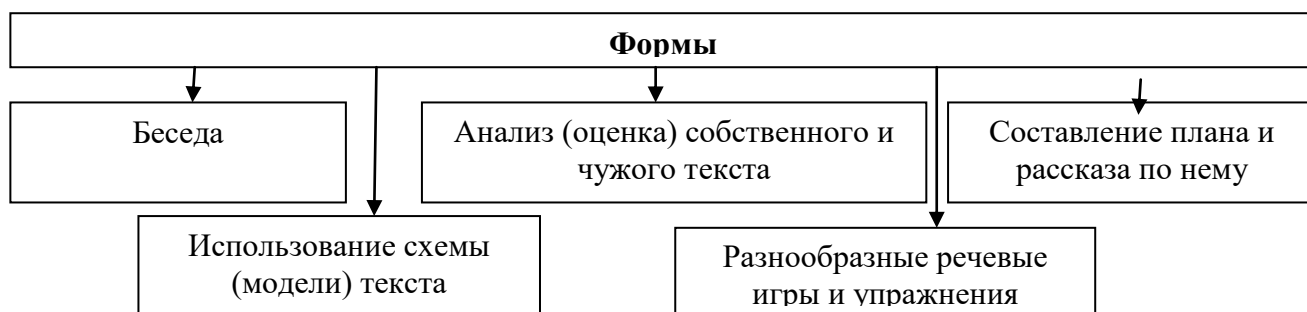 Формы
Беседа
Анализ (оценка) собственного и
чужого текста
Составление плана и
рассказа по нему
Использование схемы
(модели) текста
Разнообразные речевые
игры и упражнения